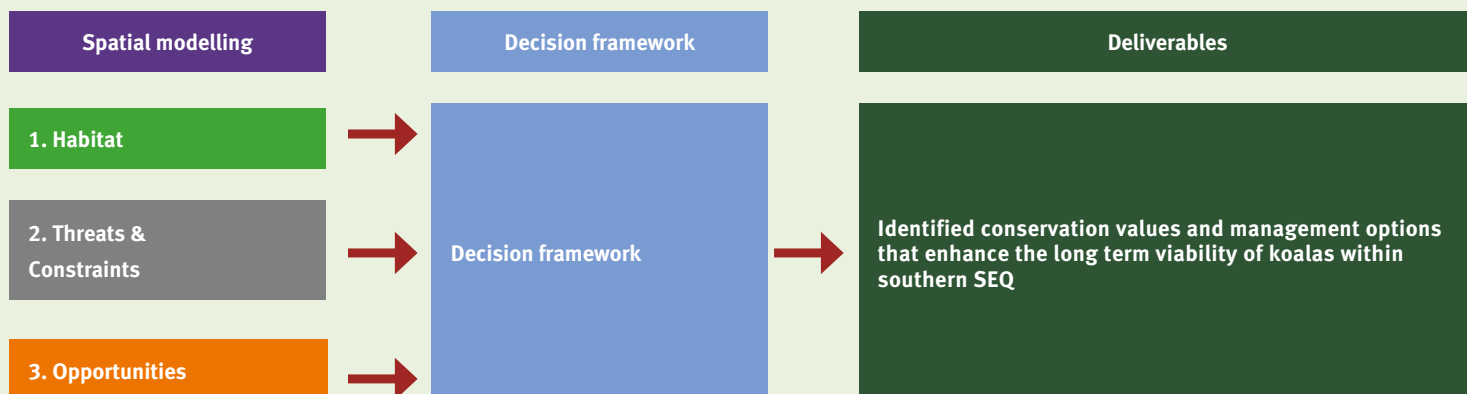 Spatial modelling
Decision framework
Deliverables
1. Habitat
2. Threats &
Constraints
3. Opportunities
Decision framework
Identified conservation values and management options
that enhance the long term viability of koalas within
southern SEQ